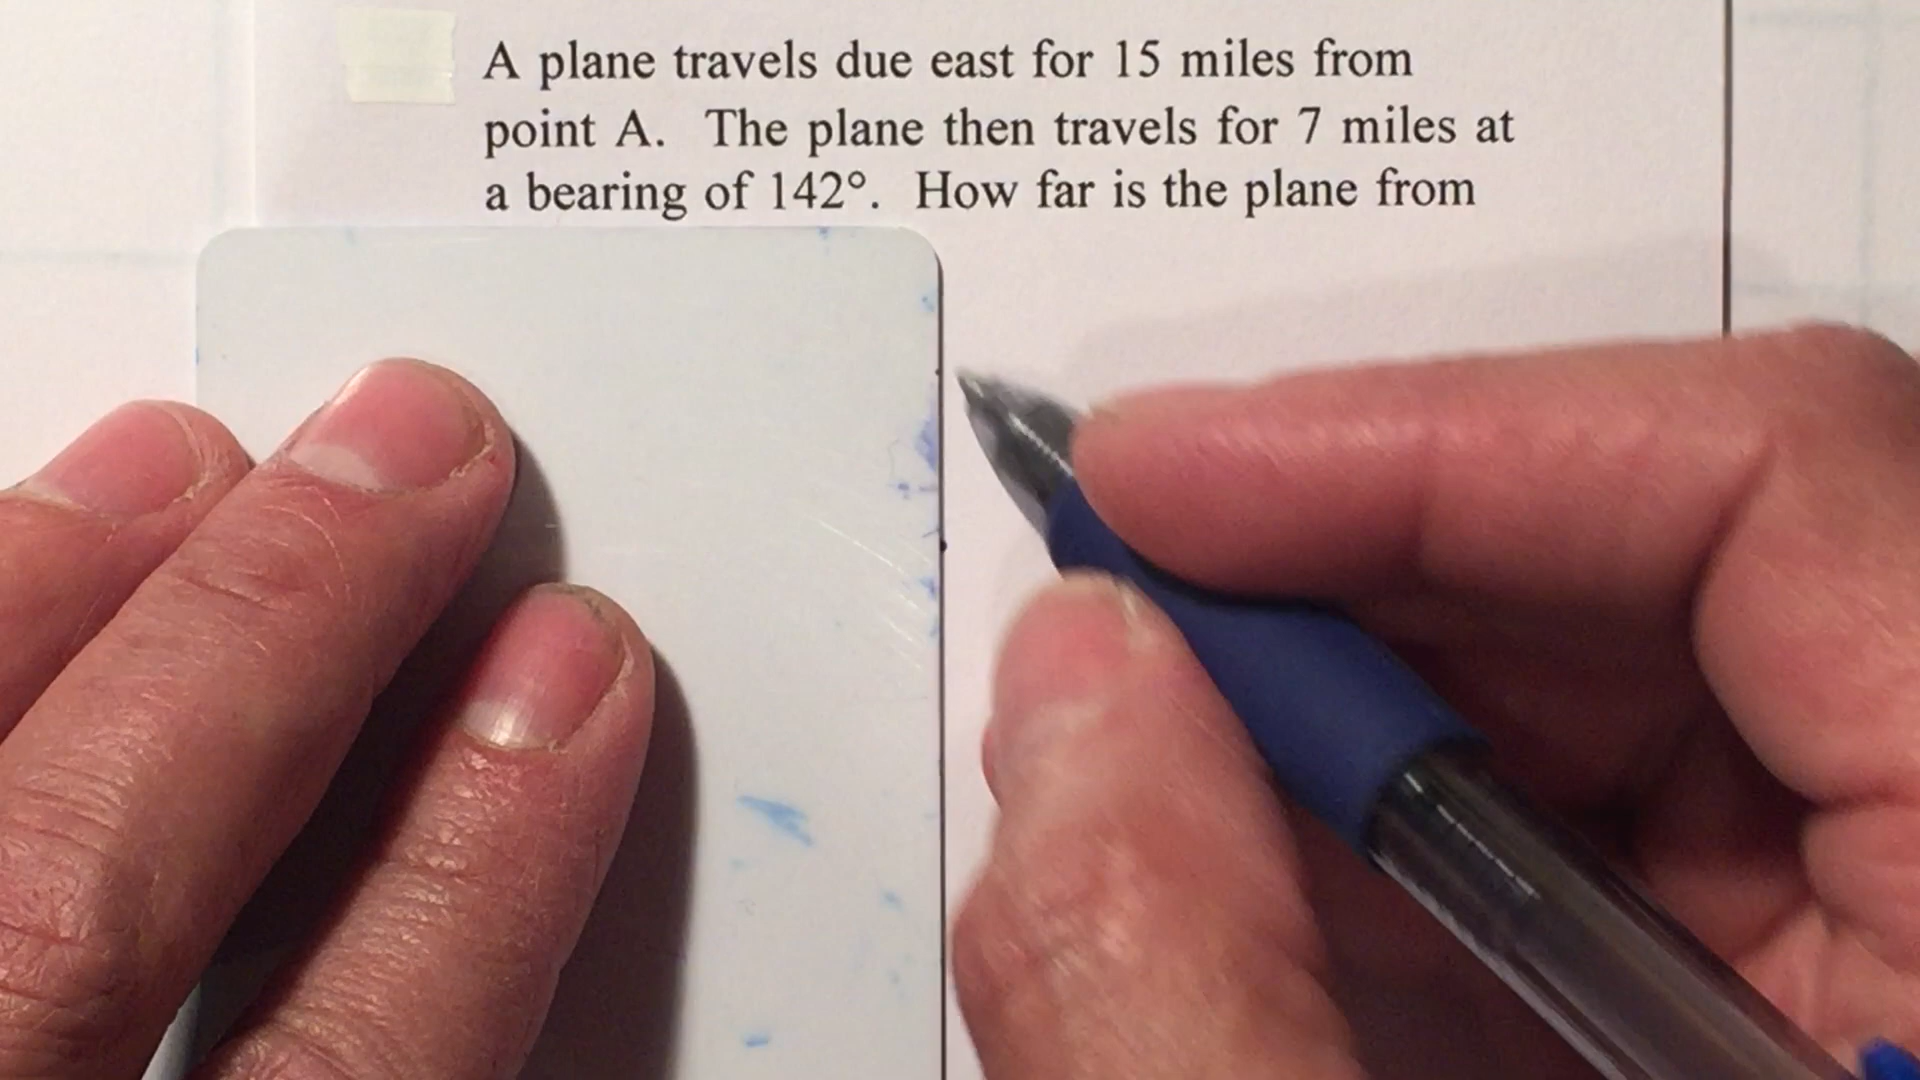 A plane travels due east for 15 miles from
point A. The plane then travels for 7 miles at
a bearing of 142°. How far is the plane from